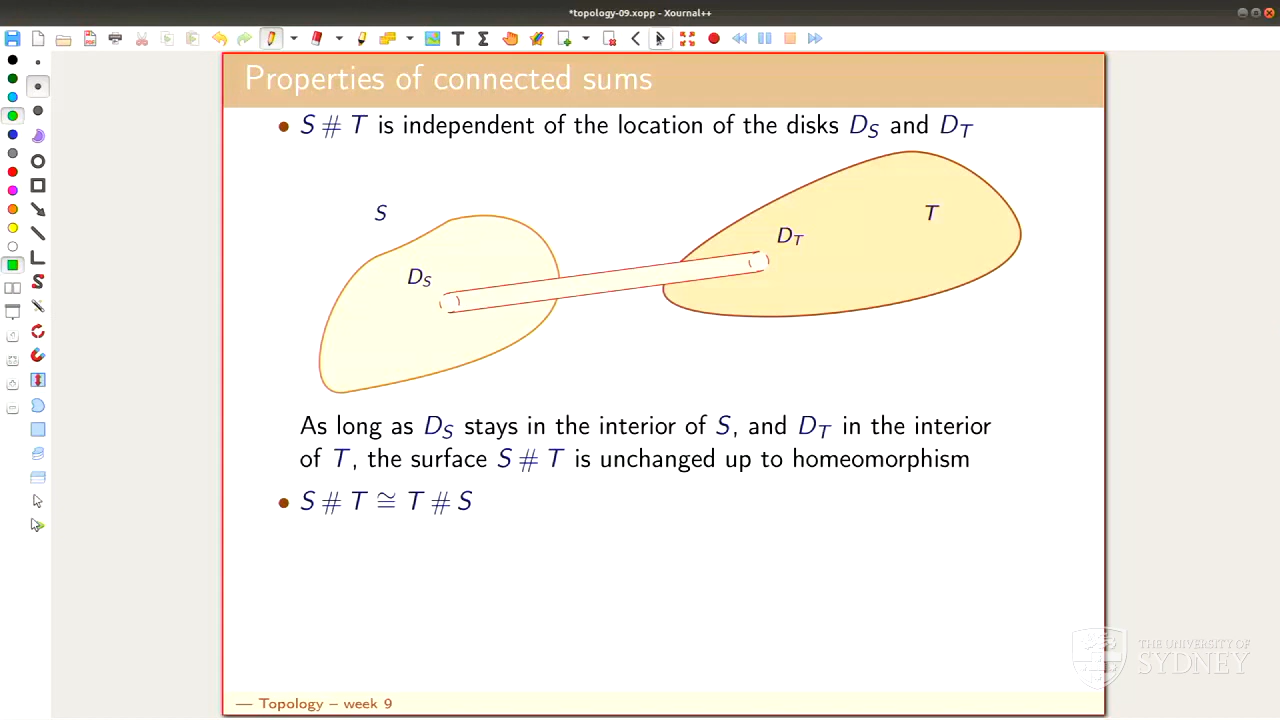 *topology-09.xopp - Xournal++
Properties of connected sums
• S # T is independent of the location of the disks D_S and D_T
S
T
D_T
D_S
As long as D_S stays in the interior of S, and D_T in the interior
of T, the surface S # T is unchanged up to homeomorphism
• S # T ≅ T # S
THE UNIVERSITY OF
SYDNEY
— Topology – week 9